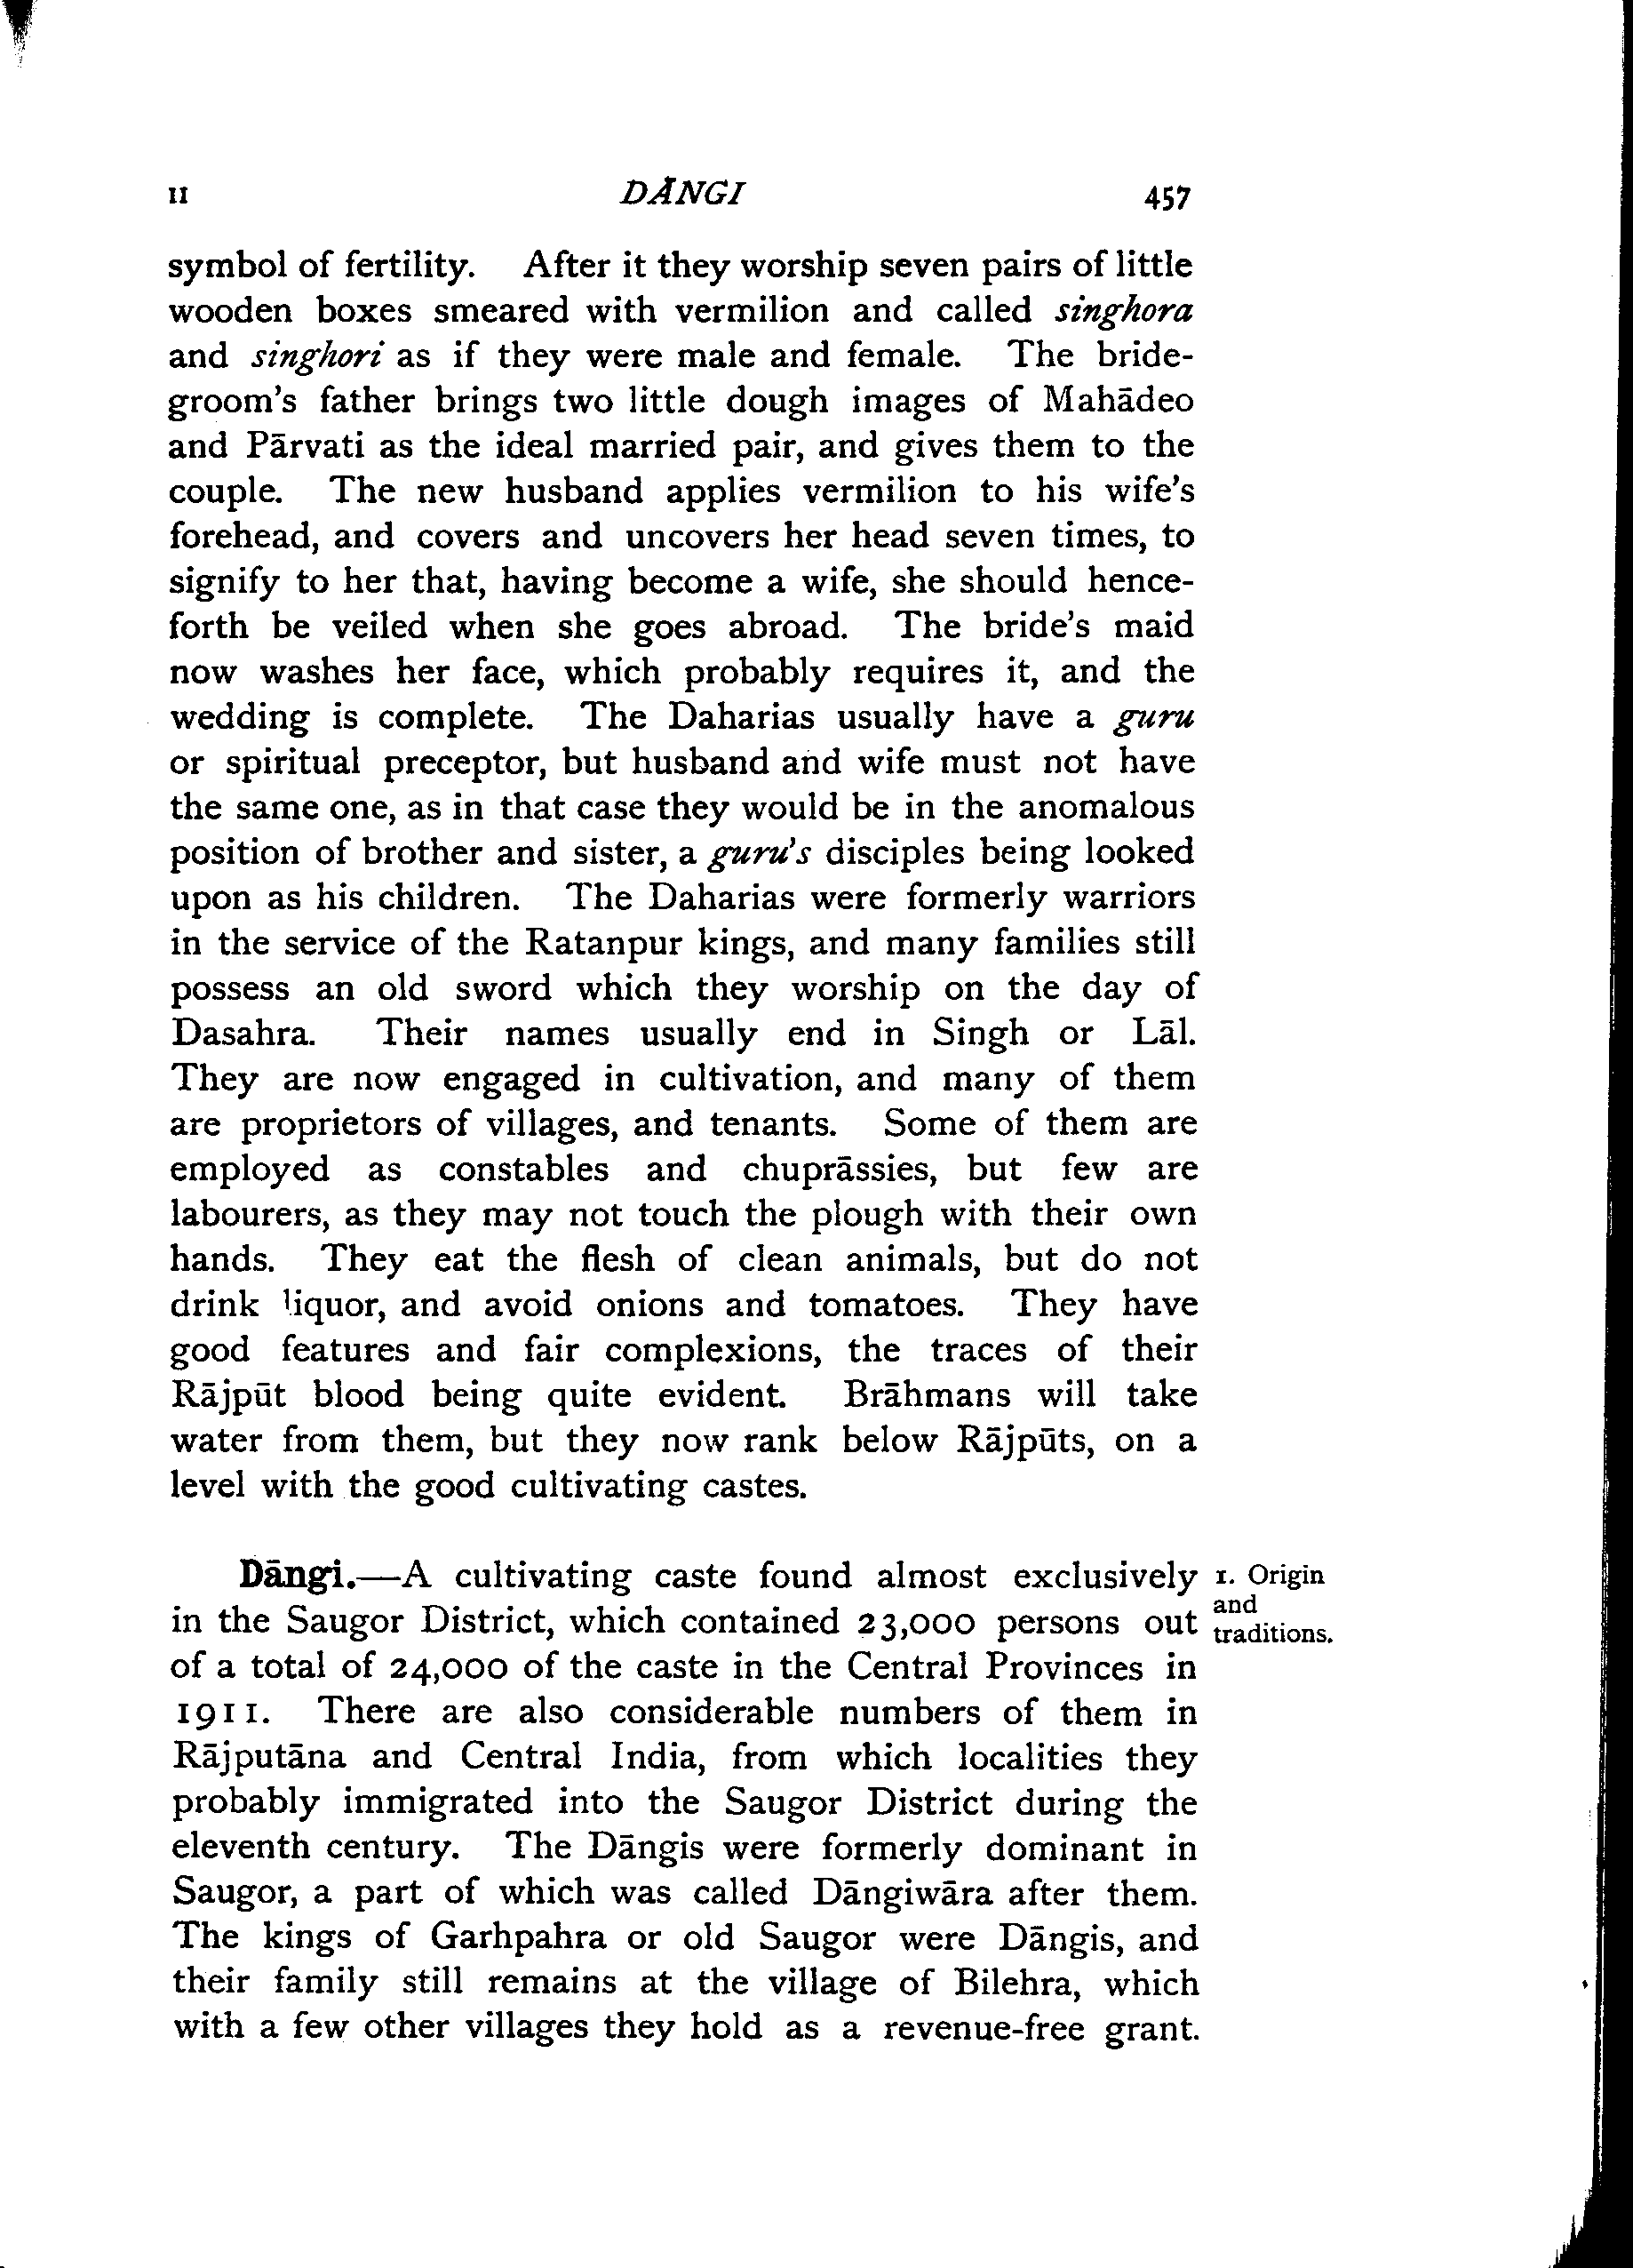 II DĀNGI 457
symbol of fertility. After it they worship seven pairs of little
wooden boxes smeared with vermilion and called singhora
and singhori as if they were male and female. The bride-
groom's father brings two little dough images of Mahādeo
and Pārvati as the ideal married pair, and gives them to the
couple. The new husband applies vermilion to his wife's
forehead, and covers and uncovers her head seven times, to
signify to her that, having become a wife, she should hence-
forth be veiled when she goes abroad. The bride's maid
now washes her face, which probably requires it, and the
wedding is complete. The Daharias usually have a guru
or spiritual preceptor, but husband and wife must not have
the same one, as in that case they would be in the anomalous
position of brother and sister, a guru's disciples being looked
upon as his children. The Daharias were formerly warriors
in the service of the Ratanpur kings, and many families still
possess an old sword which they worship on the day of
Dasahra. Their names usually end in Singh or Lāl.
They are now engaged in cultivation, and many of them
are proprietors of villages, and tenants. Some of them are
employed as constables and chuprāssies, but few are
labourers, as they may not touch the plough with their own
hands. They eat the flesh of clean animals, but do not
drink liquor, and avoid onions and tomatoes. They have
good features and fair complexions, the traces of their
Rājpūt blood being quite evident. Brāhmans will take
water from them, but they now rank below Rājpūts, on a
level with the good cultivating castes.
Dāngi.—A cultivating caste found almost exclusively
in the Saugor District, which contained 23,000 persons out
of a total of 24,000 of the caste in the Central Provinces in
1911. There are also considerable numbers of them in
Rājputāna and Central India, from which localities they
probably immigrated into the Saugor District during the
eleventh century. The Dāngis were formerly dominant in
Saugor, a part of which was called Dāngiwāra after them.
The kings of Garhpahra or old Saugor were Dāngis, and
their family still remains at the village of Bilehra, which
with a few other villages they hold as a revenue-free grant.
1. Origin
and
traditions.